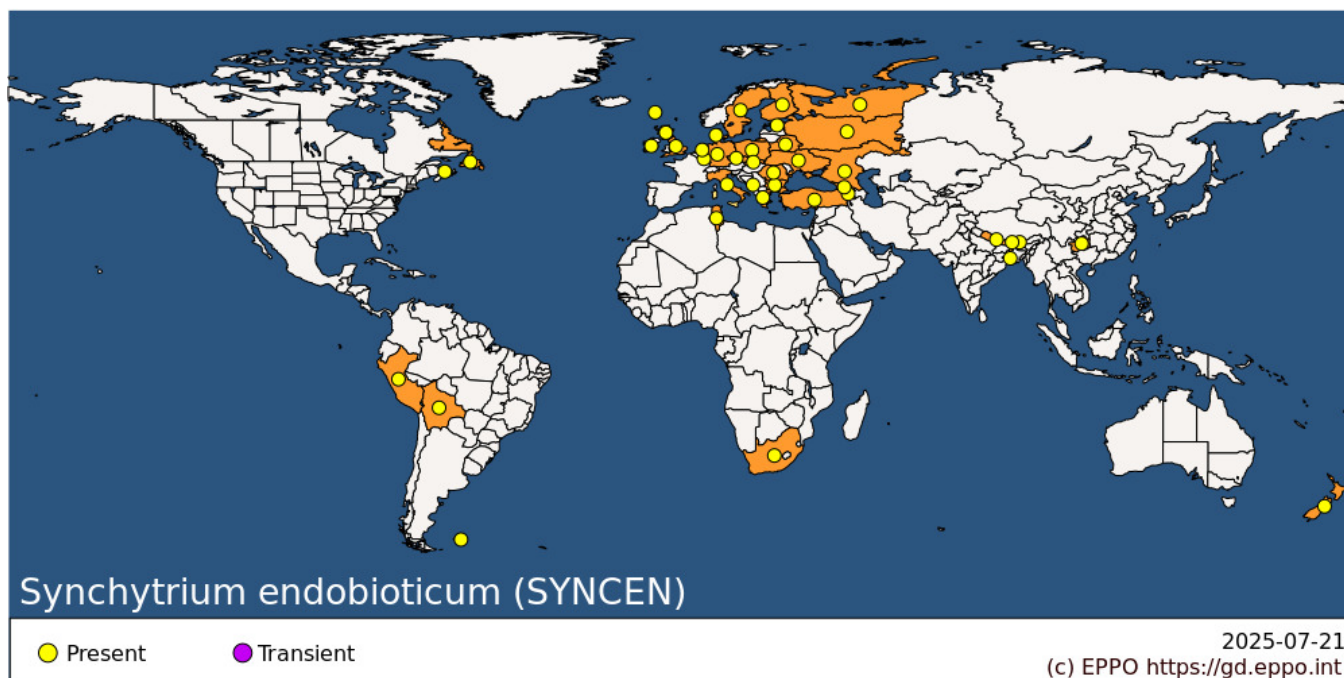 Synchytrium endobioticum (SYNCEN)
Present
Transient
2025-07-21
(c) EPPO https://gd.eppo.int